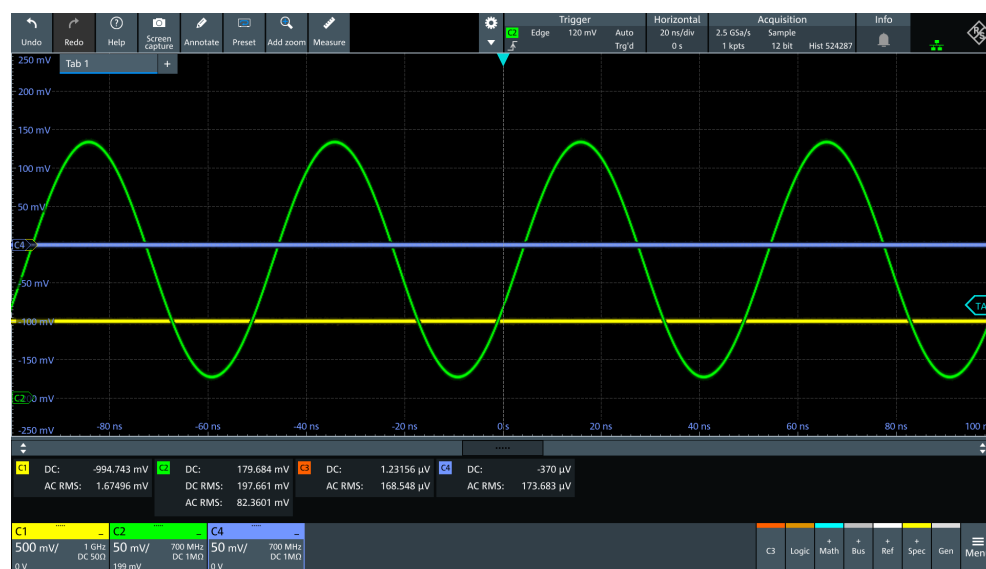 Undo
Redo
Help
Screen capture
Annotate
Preset
Add zoom
Measure
Trigger
C2 Edge 120 mV Auto
Trg'd
Horizontal
20 ns/div
0 s
Acquisition
2.5 GSa/s Sample
1 kpts 12 bit Hist 524287
Info
R&S
250 mV
Tab 1 +
200 mV
150 mV
100 mV
50 mV
C4
-50 mV
TA
-100 mV
-150 mV
C2
0 mV
-250 mV
-80 ns -60 ns -40 ns -20 ns 0 s 20 ns 40 ns 60 ns 80 ns 100
C1 DC: -994.743 mV C2 DC: 179.684 mV C3 DC: 1.23156 µV C4 DC: -370 µV
AC RMS: 1.67496 mV DC RMS: 197.661 mV AC RMS: 168.548 µV AC RMS: 173.683 µV
AC RMS: 82.3601 mV
C1 C2 C4
500 mV/ 1 GHz 50 mV/ 700 MHz 50 mV/ 700 MHz
DC 50Ω DC 1MΩ DC 1MΩ
0 V 199 mV 0 V
C3 Logic + Math + Bus + Ref + Spec Gen Men